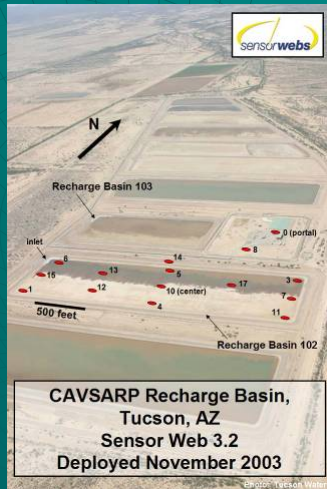 sensorwebs
N
Recharge Basin 103
0 (portal)
8
inlet
6
14
13
5
3
15
10 (center)
17
1
12
7
4
11
500 feet
Recharge Basin 102
CAVSARP Recharge Basin,
Tucson, AZ
Sensor Web 3.2
Deployed November 2003
Photo: Tucson Water